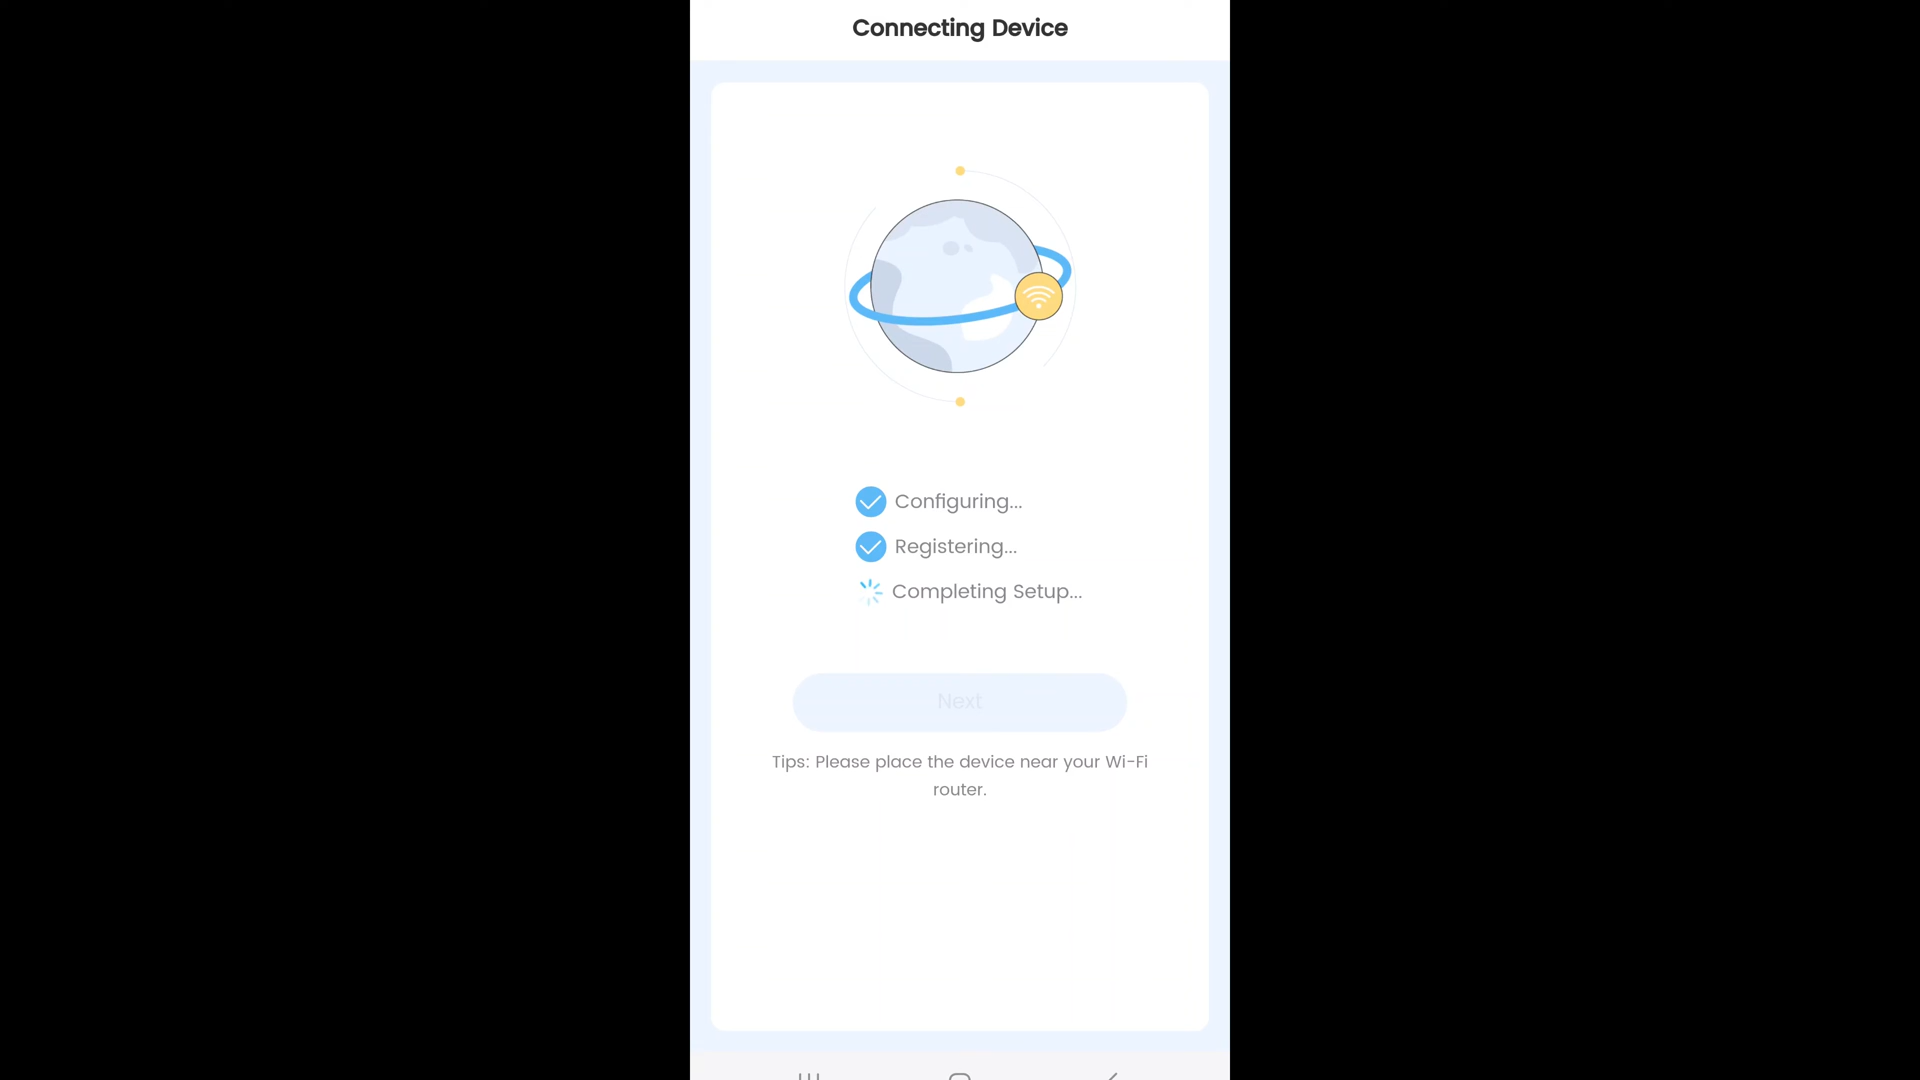 Connecting Device
Configuring...
Registering...
Completing Setup...
Next
Tips: Please place the device near your Wi-Fi
router.